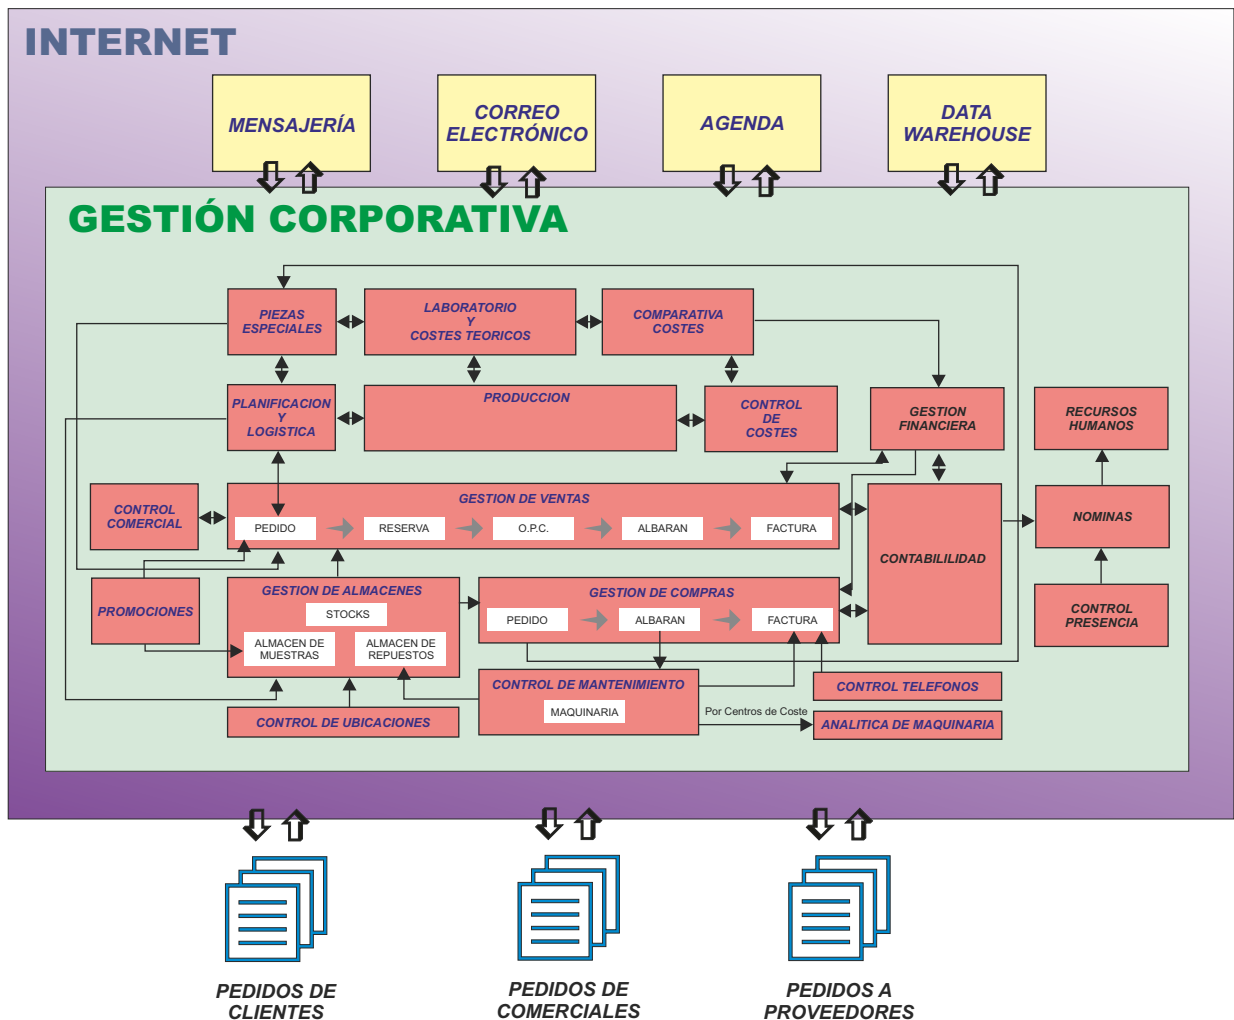 INTERNET
MENSAJERÍA
CORREO
ELECTRÓNICO
AGENDA
DATA
WAREHOUSE
GESTIÓN CORPORATIVA
PIEZAS
ESPECIALES
LABORATORIO
Y
COSTES TEORICOS
COMPARATIVA
COSTES
PLANIFICACION
Y
LOGISTICA
PRODUCCION
CONTROL
DE
COSTES
GESTION
FINANCIERA
RECURSOS
HUMANOS
CONTROL
COMERCIAL
GESTION DE VENTAS
PEDIDO
RESERVA
O.P.C.
ALBARAN
FACTURA
CONTABILILIDAD
NOMINAS
PROMOCIONES
GESTION DE ALMACENES
STOCKS
ALMACEN DE
MUESTRAS
ALMACEN DE
REPUESTOS
GESTION DE COMPRAS
PEDIDO
ALBARAN
FACTURA
CONTROL
PRESENCIA
CONTROL DE UBICACIONES
CONTROL DE MANTENIMIENTO
MAQUINARIA
Por Centros de Coste
CONTROL TELEFONOS
ANALITICA DE MAQUINARIA
PEDIDOS DE
CLIENTES
PEDIDOS DE
COMERCIALES
PEDIDOS A
PROVEEDORES